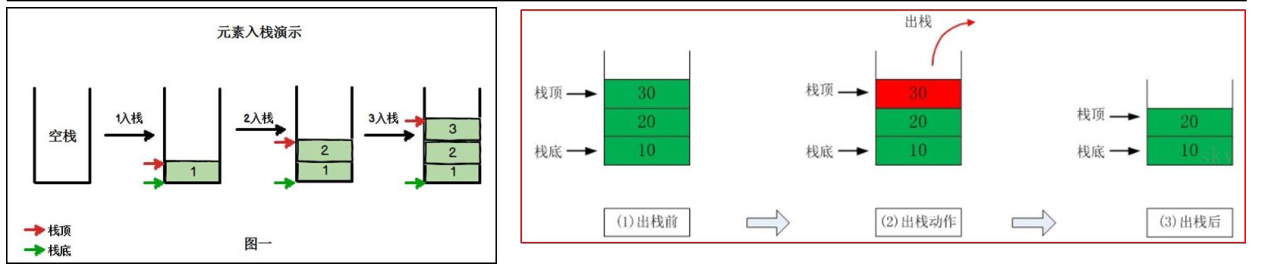 元素入栈演示
空栈
1入栈
1
2入栈
2
1
3入栈
3
2
1
栈顶
栈底
图一
栈顶
30
20
栈底
10
(1)出栈前
出栈
栈顶
30
20
栈底
10
(2)出栈动作
栈顶
20
栈底
10
sky
(3)出栈后